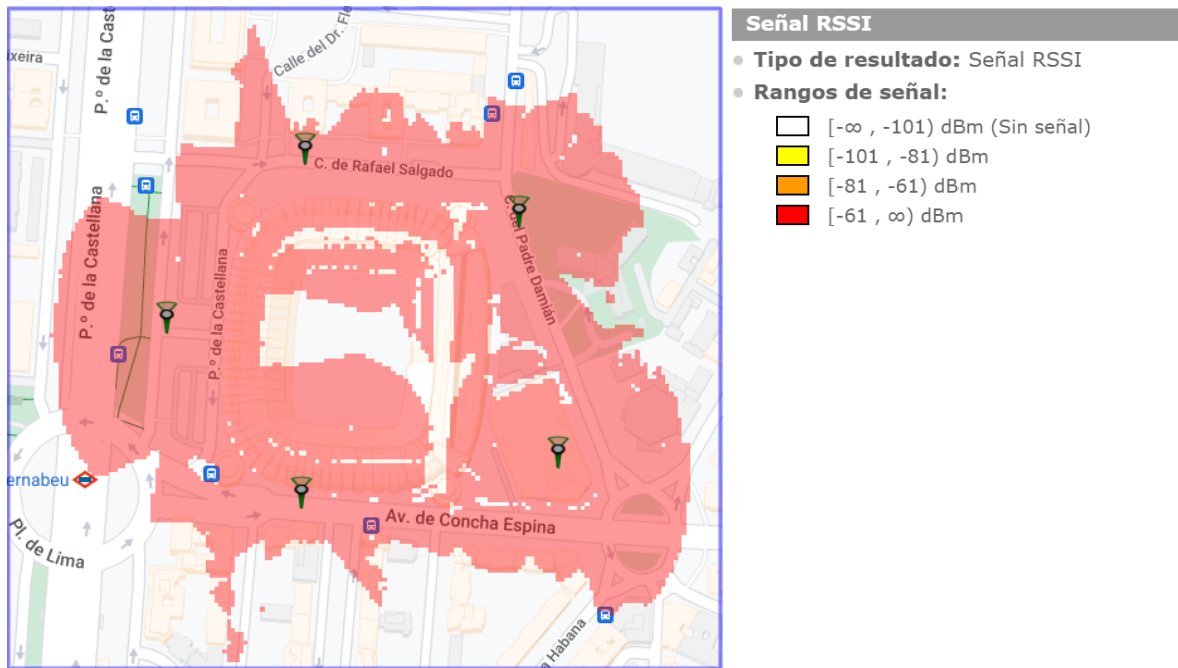 Señal RSSI
Tipo de resultado: Señal RSSI
Rangos de señal:
[-∞ , -101) dBm (Sin señal)
[-101 , -81) dBm
[-81 , -61) dBm
[-61 , ∞) dBm
P.º de la Cast
Calle del Dr. Fle
C. de Rafael Salgado
P.º de la Castellana
C. del Padre Damián
P.º de la Castellana
ernabeu
Av. de Concha Espina
Pl. de Lima
Habana